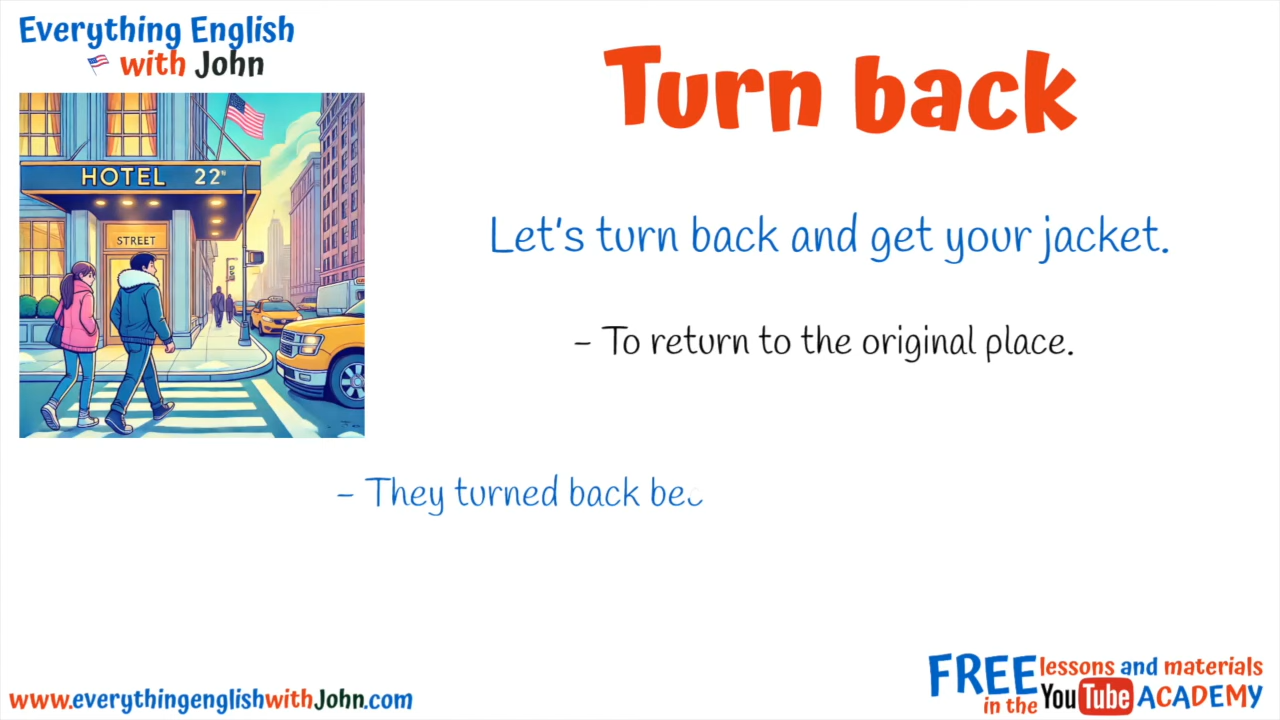 Everything English
with John
Turn back
HOTEL 22"
STREET
Let's turn back and get your jacket.
- To return to the original place.
- They turned back bec
FREE lessons and materials
in the YouTube ACADEMY
www.everythingenglishwithJohn.com